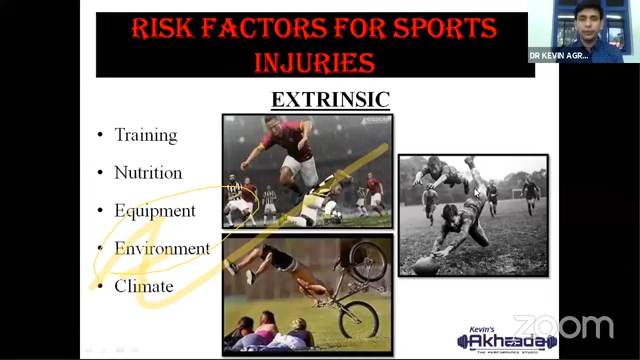 RISK FACTORS FOR SPORTS
INJURIES
DR KEVIN AGR...
EXTRINSIC
• Training
• Nutrition
• Equipment
• Environment
• Climate
Kevin's
Akhaada
THE PERFORMANCE STUDIO
zoom